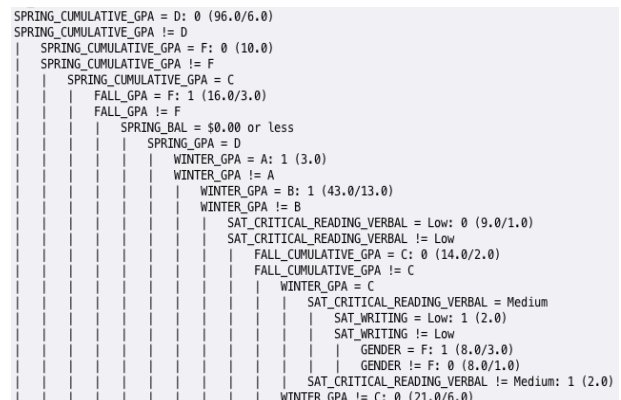 SPRING_CUMULATIVE_GPA = D: 0 (96.0/6.0)
SPRING_CUMULATIVE_GPA != D
|   SPRING_CUMULATIVE_GPA = F: 0 (10.0)
|   SPRING_CUMULATIVE_GPA != F
|   |   SPRING_CUMULATIVE_GPA = C
|   |   |   FALL_GPA = F: 1 (16.0/3.0)
|   |   |   FALL_GPA != F
|   |   |   |   SPRING_BAL = $0.00 or less
|   |   |   |   |   SPRING_GPA = D
|   |   |   |   |   |   WINTER_GPA = A: 1 (3.0)
|   |   |   |   |   |   WINTER_GPA != A
|   |   |   |   |   |   |   WINTER_GPA = B: 1 (43.0/13.0)
|   |   |   |   |   |   |   WINTER_GPA != B
|   |   |   |   |   |   |   |   SAT_CRITICAL_READING_VERBAL = Low: 0 (9.0/1.0)
|   |   |   |   |   |   |   |   SAT_CRITICAL_READING_VERBAL != Low
|   |   |   |   |   |   |   |   |   FALL_CUMULATIVE_GPA = C: 0 (14.0/2.0)
|   |   |   |   |   |   |   |   |   FALL_CUMULATIVE_GPA != C
|   |   |   |   |   |   |   |   |   |   WINTER_GPA = C
|   |   |   |   |   |   |   |   |   |   |   SAT_CRITICAL_READING_VERBAL = Medium
|   |   |   |   |   |   |   |   |   |   |   |   SAT_WRITING = Low: 1 (2.0)
|   |   |   |   |   |   |   |   |   |   |   |   SAT_WRITING != Low
|   |   |   |   |   |   |   |   |   |   |   |   |   GENDER = F: 1 (8.0/3.0)
|   |   |   |   |   |   |   |   |   |   |   |   |   GENDER != F: 0 (8.0/1.0)
|   |   |   |   |   |   |   |   |   |   |   SAT_CRITICAL_READING_VERBAL != Medium: 1 (2.0)
|   |   |   |   |   |   |   |   |   |   WINTER_GPA != C: 0 (21.0/6.0)